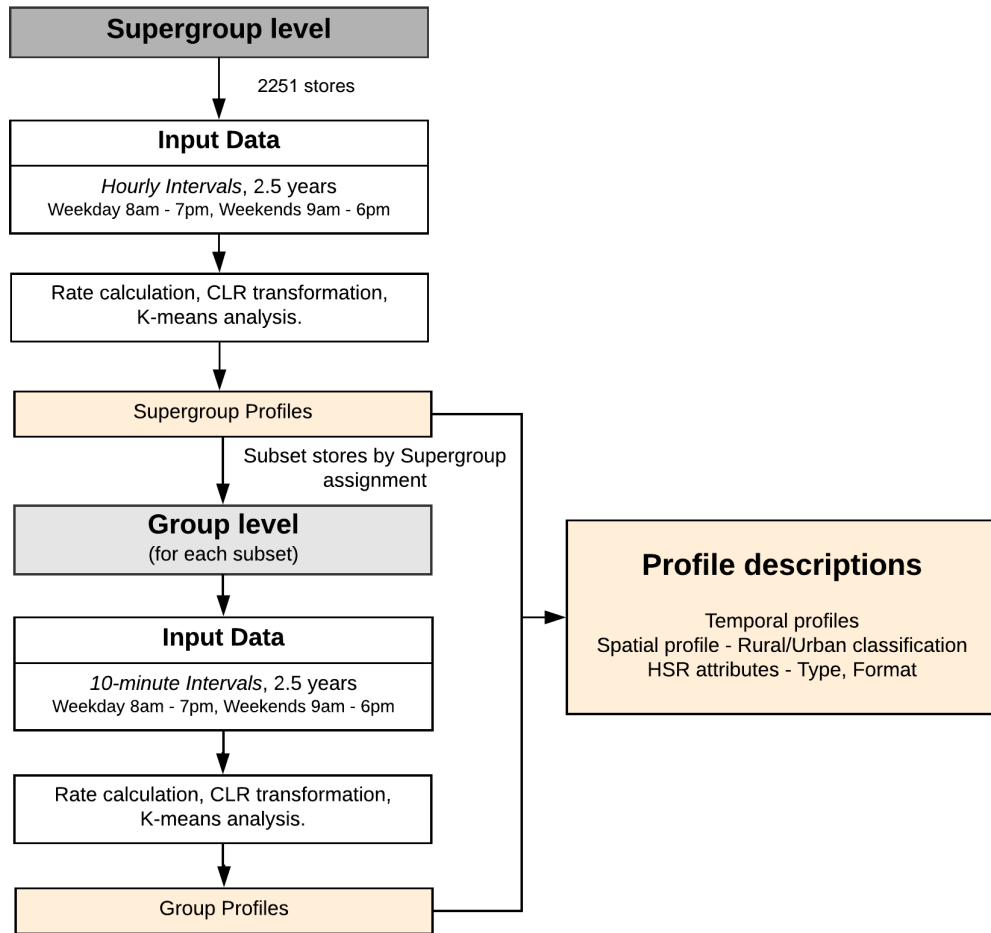 Supergroup level
2251 stores
Input Data
Hourly Intervals, 2.5 years
Weekday 8am - 7pm, Weekends 9am - 6pm
Rate calculation, CLR transformation,
K-means analysis.
Supergroup Profiles
Subset stores by Supergroup
assignment
Group level
(for each subset)
Input Data
10-minute Intervals, 2.5 years
Weekday 8am - 7pm, Weekends 9am - 6pm
Rate calculation, CLR transformation,
K-means analysis.
Group Profiles
Profile descriptions
Temporal profiles
Spatial profile - Rural/Urban classification
HSR attributes - Type, Format